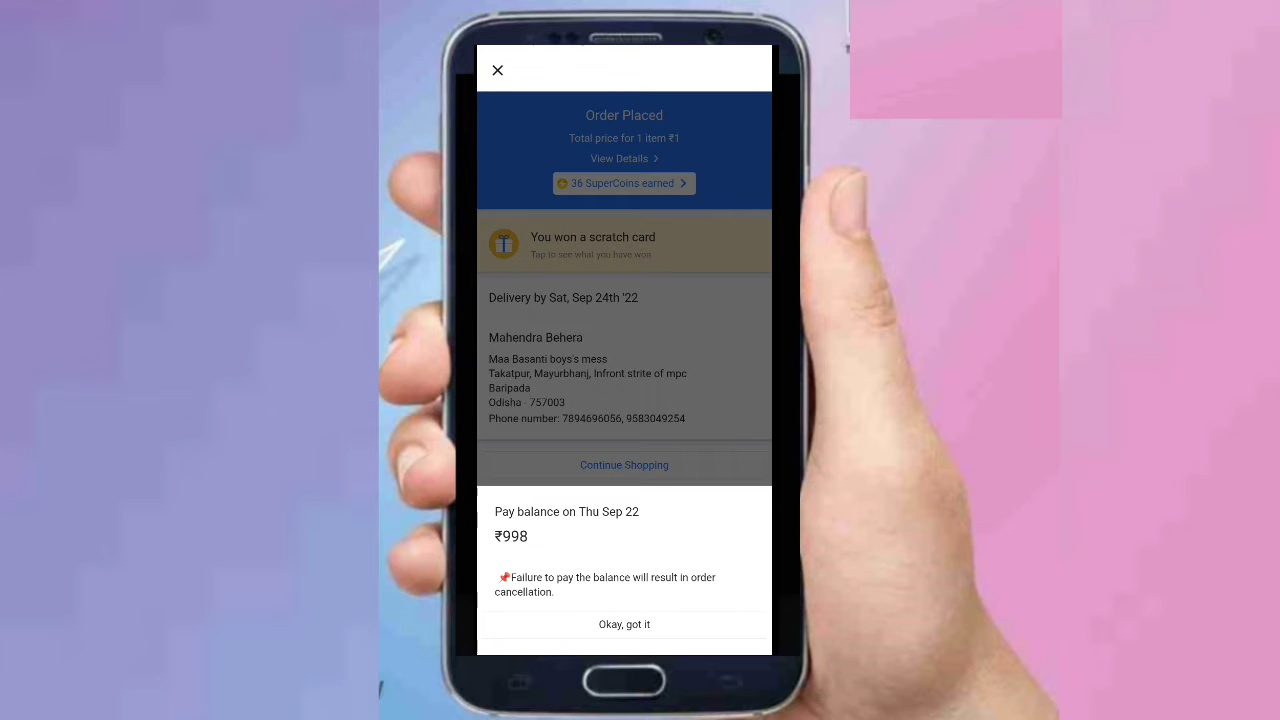 Order Placed
Total price for 1 item ₹1
View Details
36 SuperCoins earned
You won a scratch card
Tap to see what you have won
Delivery by Sat, Sep 24th '22
Mahendra Behera
Maa Basanti boys's mess
Takatpur, Mayurbhanj, Infront strite of mpc
Baripada
Odisha - 757003
Phone number: 7894696056, 9583049254
Continue Shopping
Pay balance on Thu Sep 22
₹998
📌Failure to pay the balance will result in order
cancellation.
Okay, got it